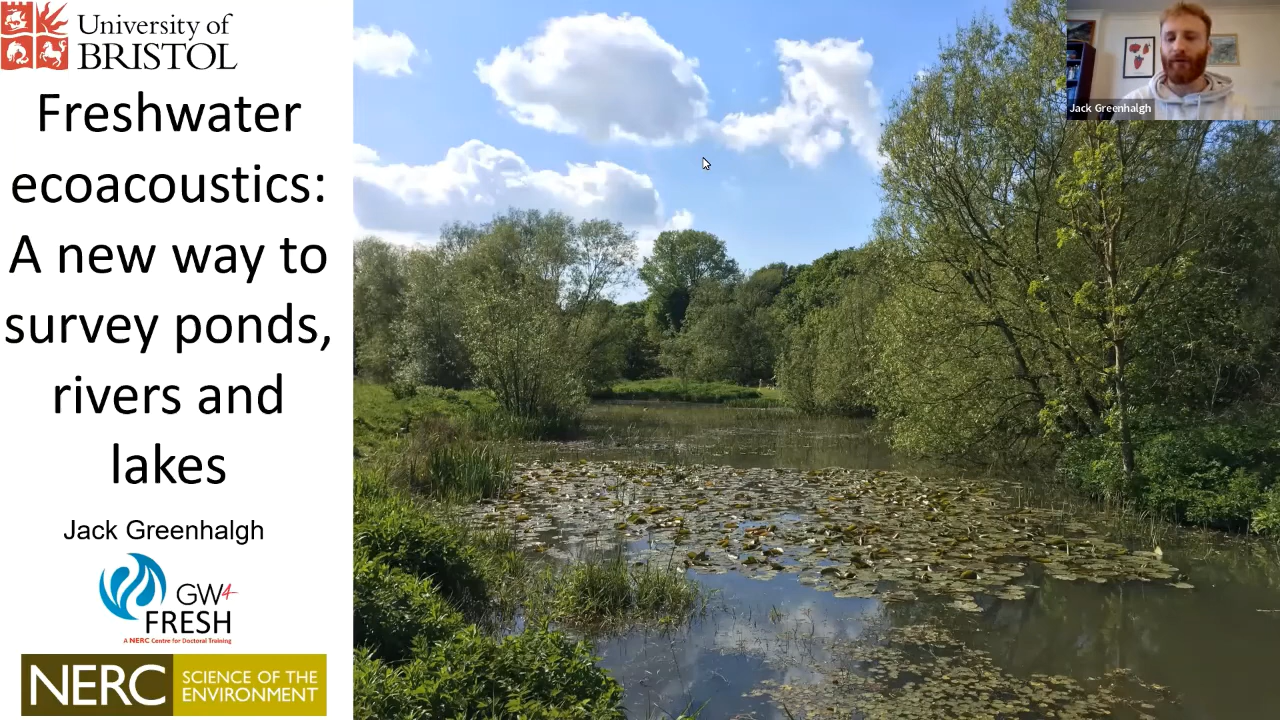 University of
BRISTOL
Freshwater
ecoacoustics:
A new way to
survey ponds,
rivers and
lakes
Jack Greenhalgh
GW4
FRESH
A NERC Centre for Doctoral Training
NERC
SCIENCE OF THE
ENVIRONMENT
Jack Greenhalgh